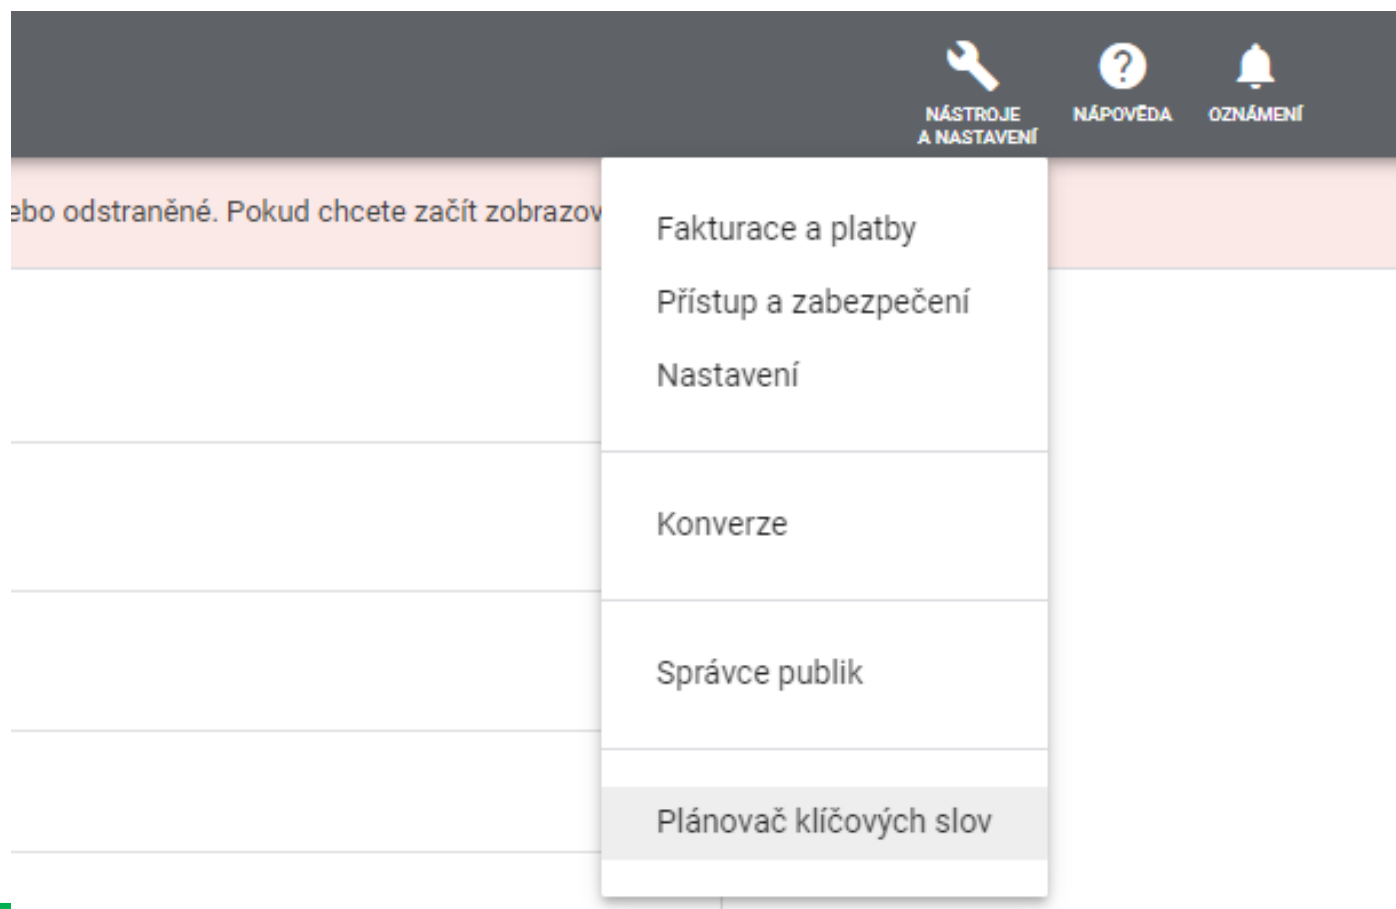 NÁSTROJE
A NASTAVENÍ
NÁPOVĚDA
OZNÁMENÍ
ebo odstraněné. Pokud chcete začít zobrazov
Fakturace a platby
Přístup a zabezpečení
Nastavení
Konverze
Správce publik
Plánovač klíčových slov